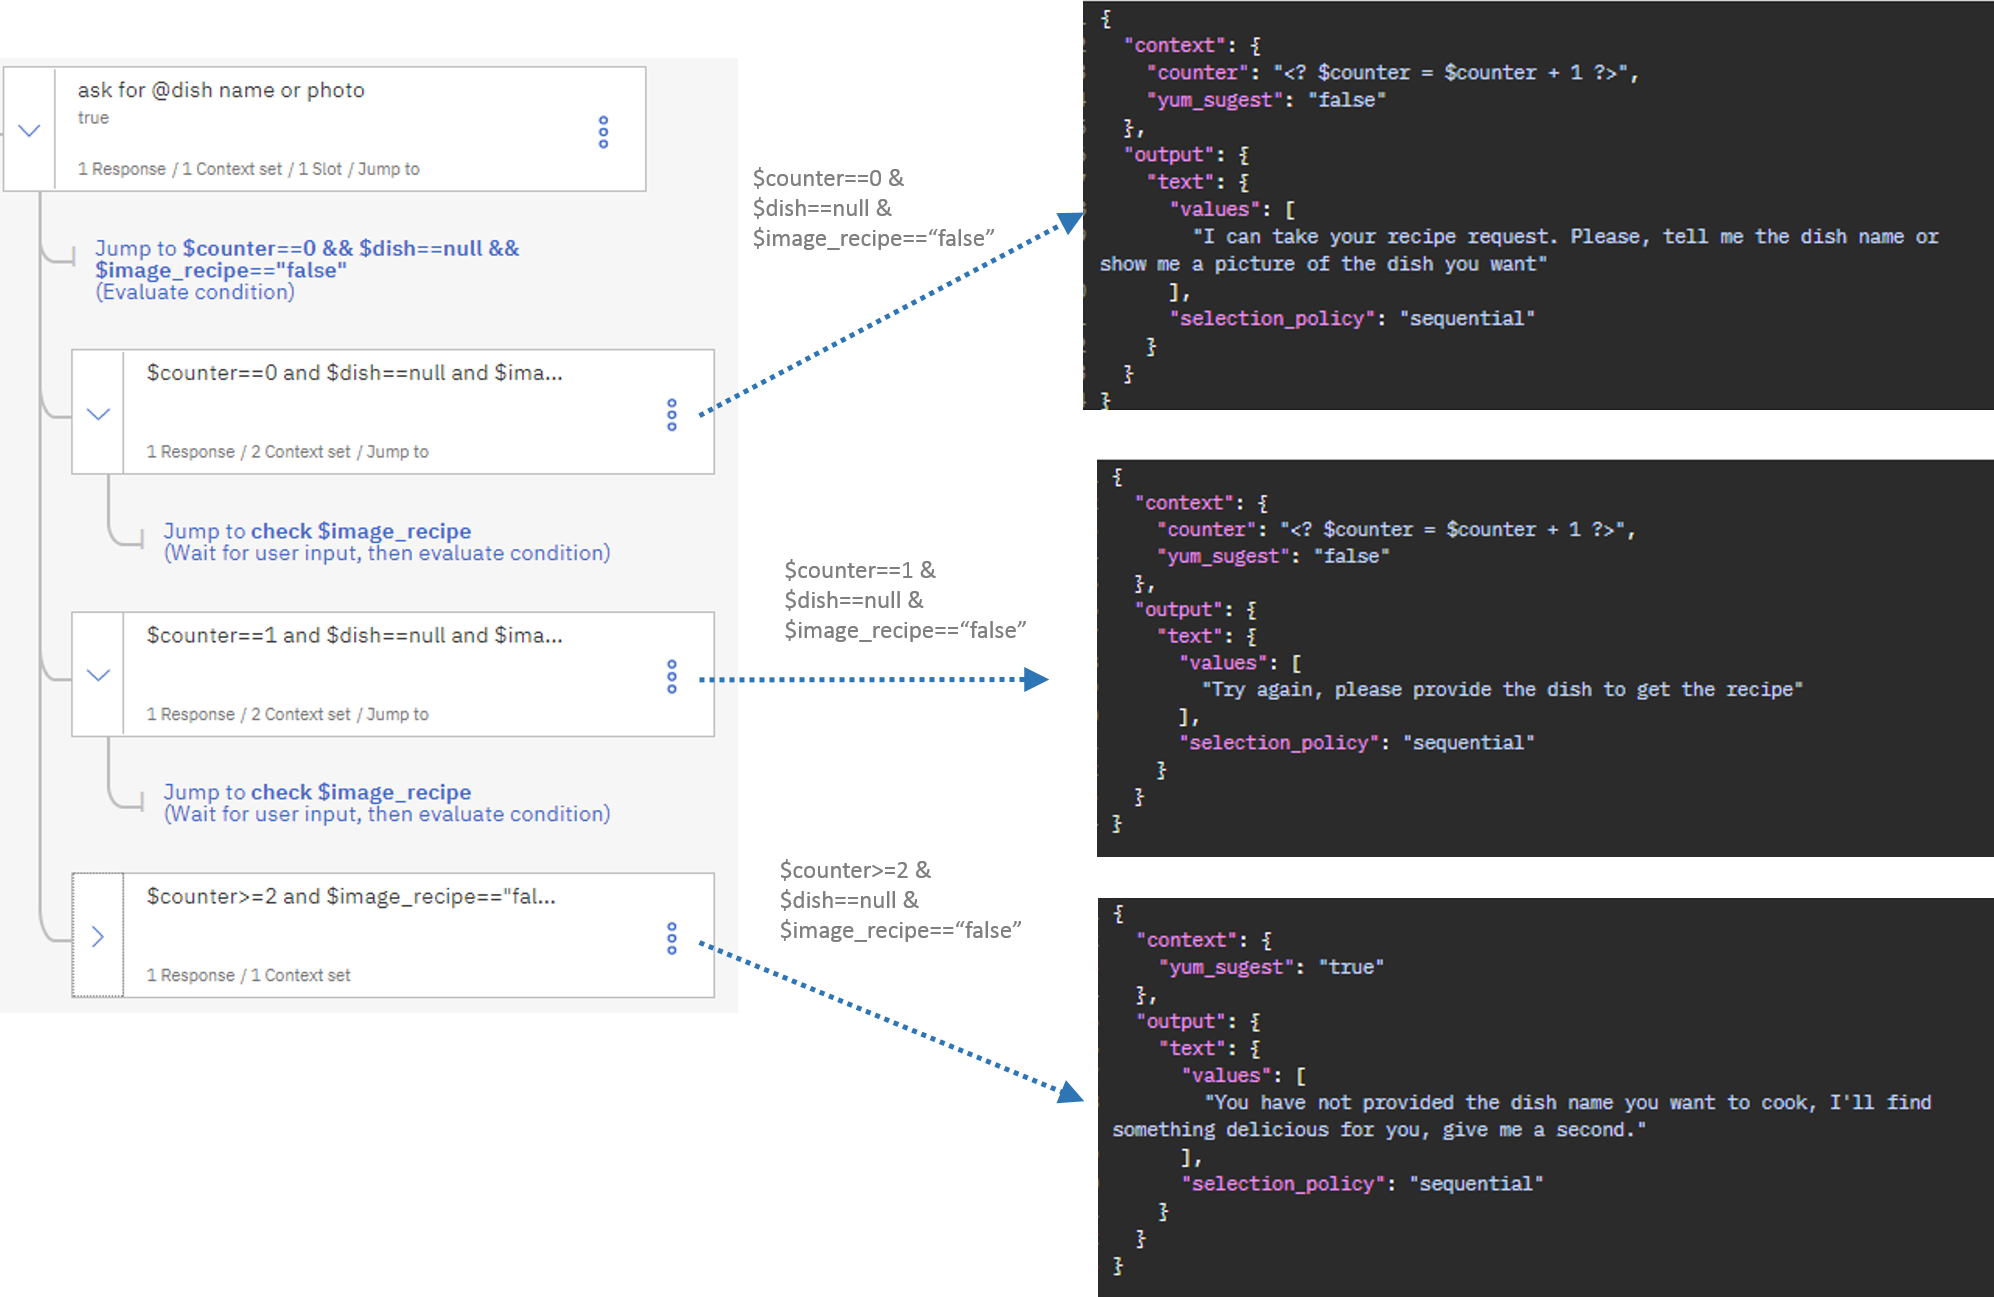 ask for @dish name or photo
true
1 Response / 1 Context set / 1 Slot / Jump to
Jump to $counter==0 && $dish==null &&
$image_recipe=="false"
(Evaluate condition)
$counter==0 and $dish==null and $ima...
1 Response / 2 Context set / Jump to
Jump to check $image_recipe
(Wait for user input, then evaluate condition)
$counter==1 and $dish==null and $ima...
1 Response / 2 Context set / Jump to
Jump to check $image_recipe
(Wait for user input, then evaluate condition)
$counter>=2 and $image_recipe=="fal...
1 Response / 1 Context set
$counter==0 &
$dish==null &
$image_recipe==“false”
$counter==1 &
$dish==null &
$image_recipe==“false”
$counter>=2 &
$dish==null &
$image_recipe==“false”
{
"context": {
"counter": "<? $counter = $counter + 1 ?>",
"yum_sugest": "false"
},
"output": {
"text": {
"values": [
"I can take your recipe request. Please, tell me the dish name or
show me a picture of the dish you want"
],
"selection_policy": "sequential"
}
}
}
{
"context": {
"counter": "<? $counter = $counter + 1 ?>",
"yum_sugest": "false"
},
"output": {
"text": {
"values": [
"Try again, please provide the dish to get the recipe"
],
"selection_policy": "sequential"
}
}
}
{
"context": {
"yum_sugest": "true"
},
"output": {
"text": {
"values": [
"You have not provided the dish name you want to cook, I'll find
something delicious for you, give me a second."
],
"selection_policy": "sequential"
}
}
}